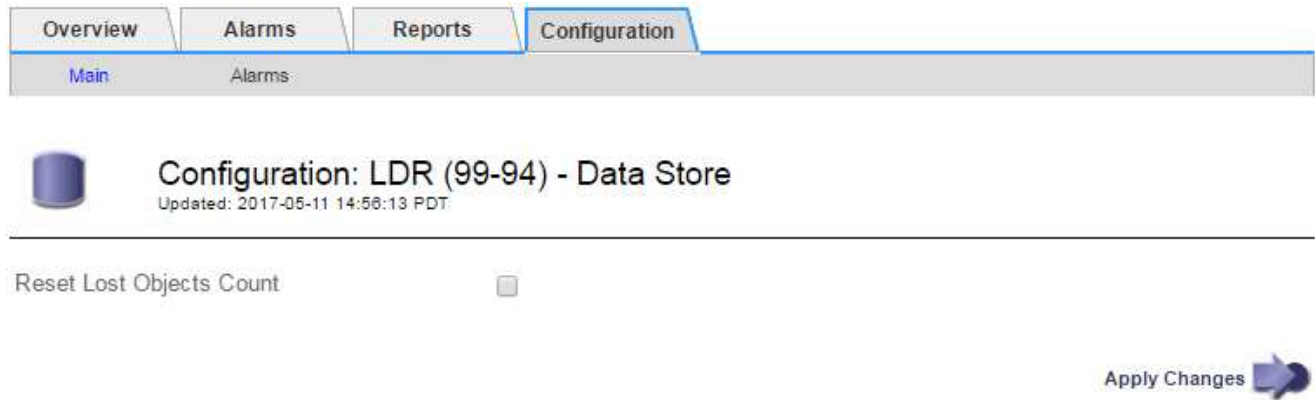 Overview Alarms Reports Configuration
Main Alarms
Configuration: LDR (99-94) - Data Store
Updated: 2017-05-11 14:56:13 PDT
Reset Lost Objects Count
Apply Changes